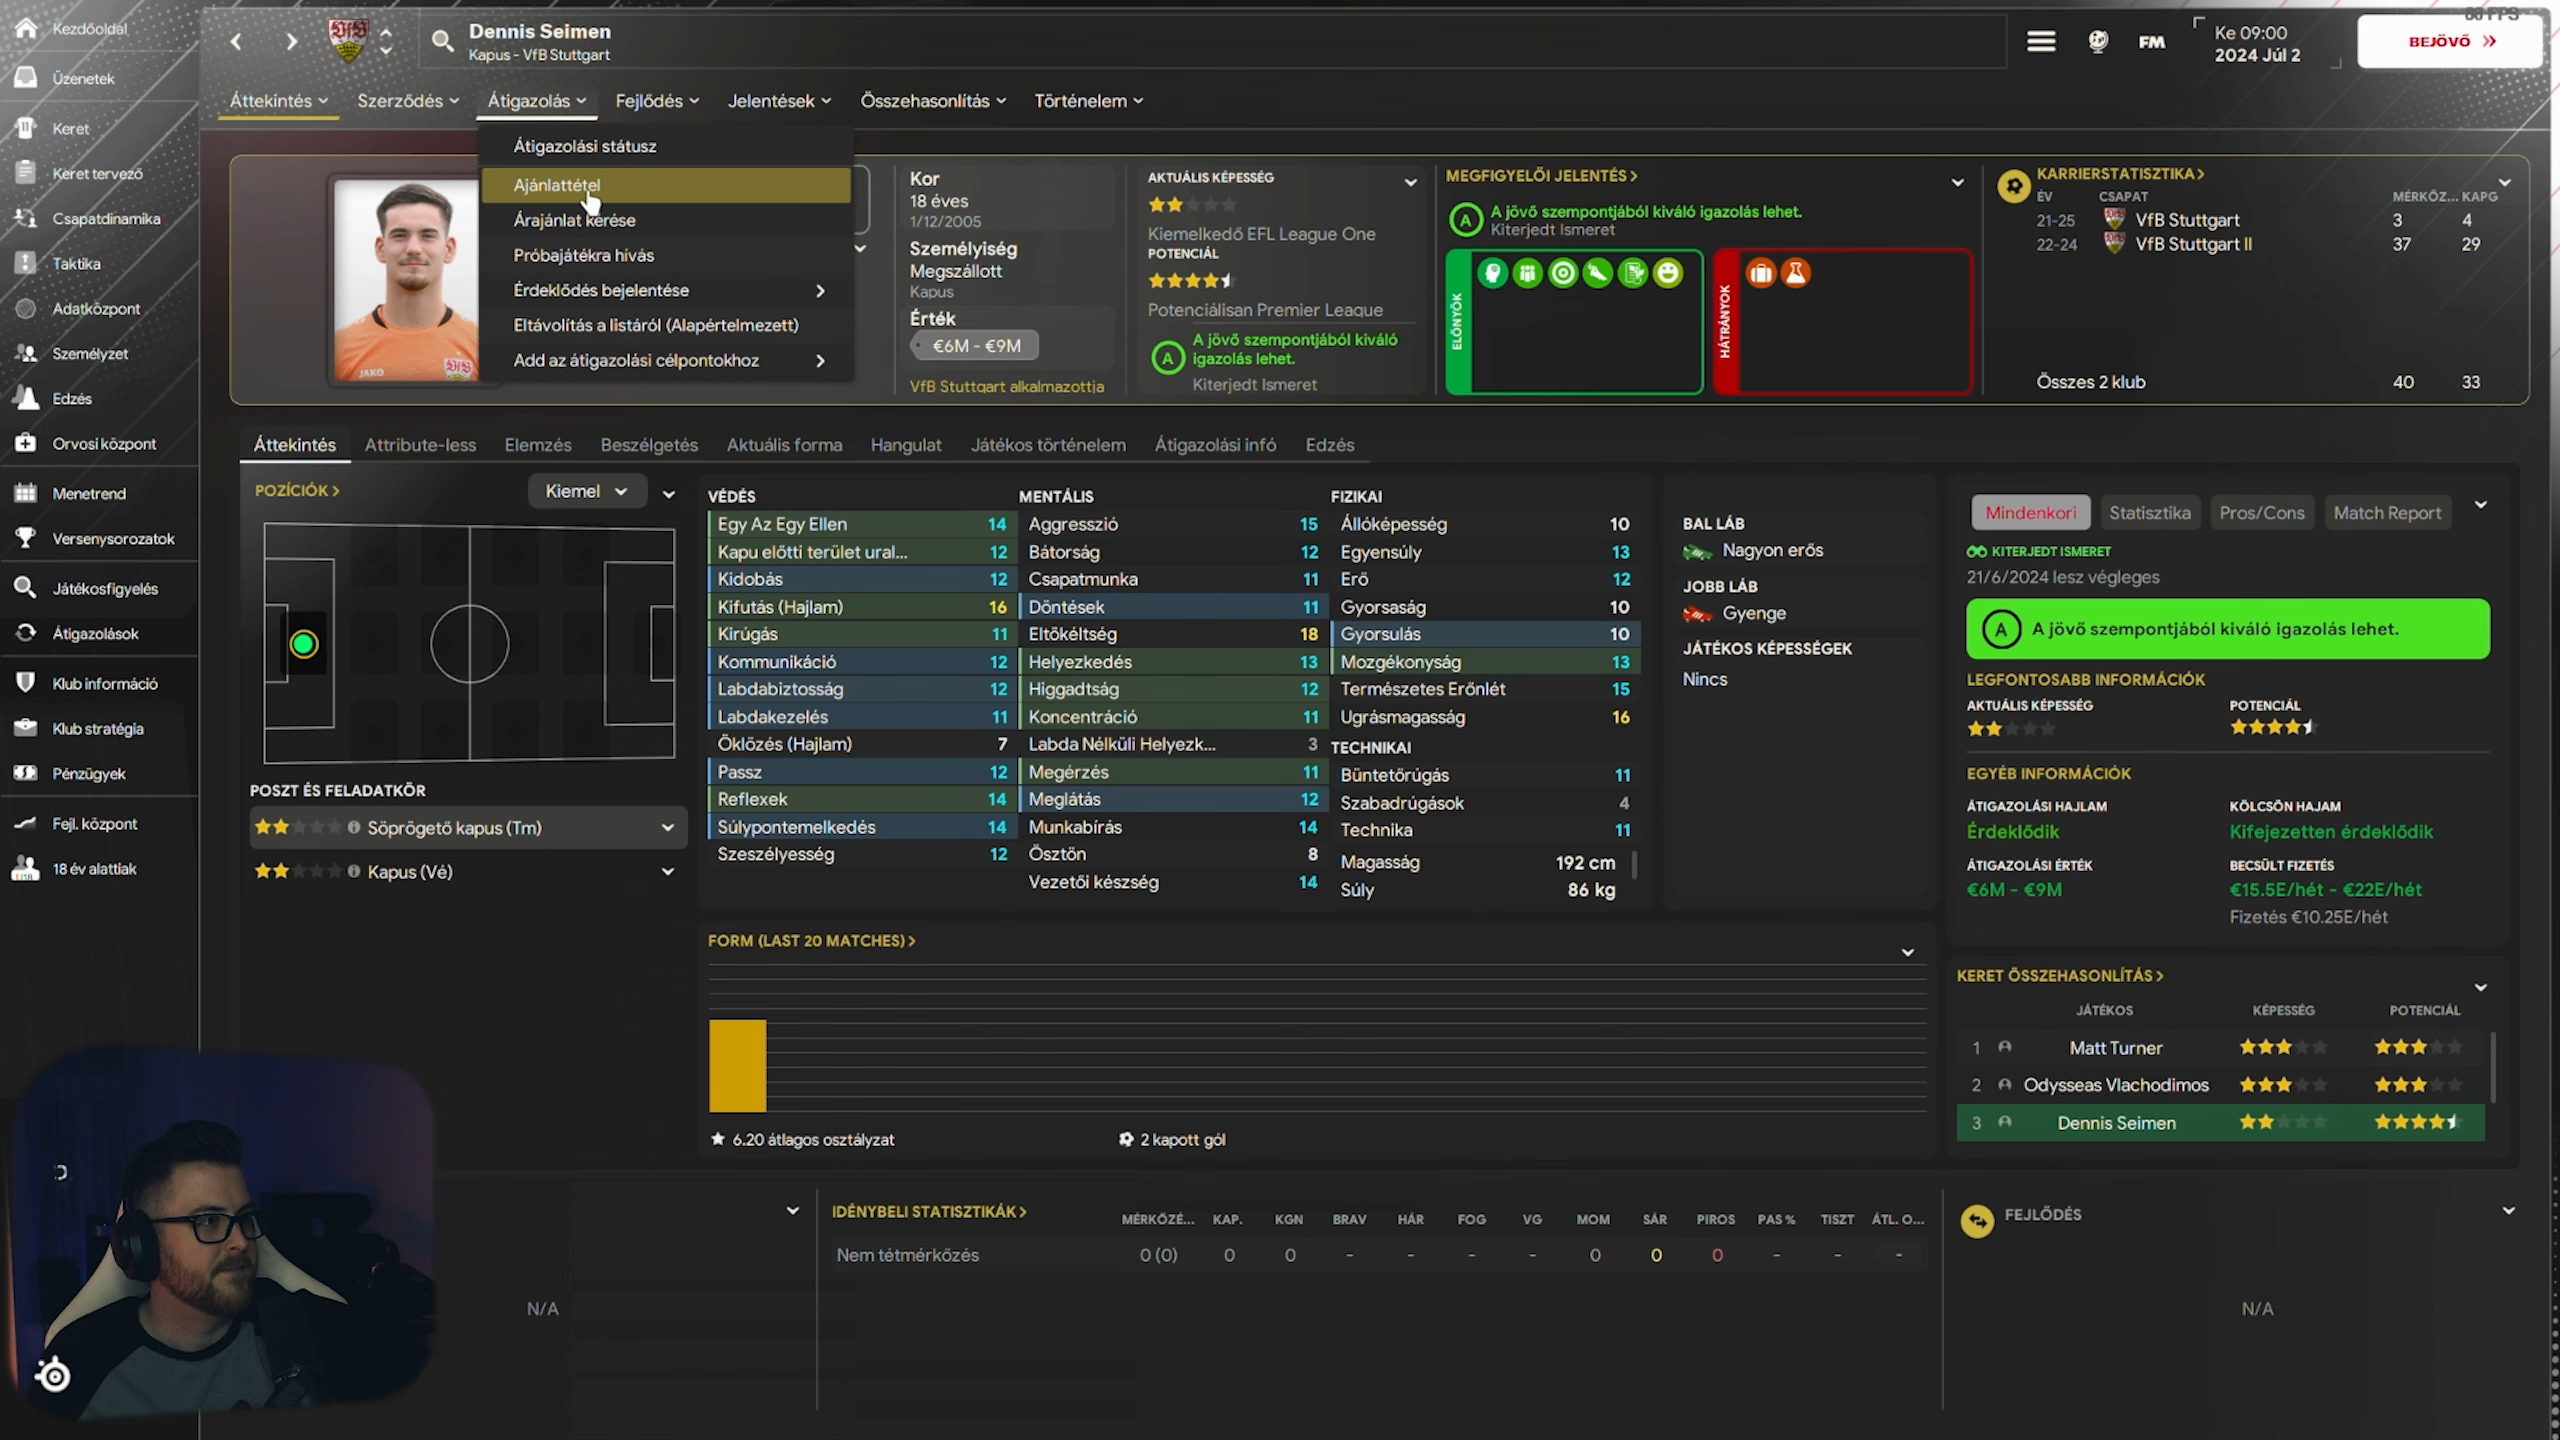 Kezdőoldal
Üzenetek
Keret
Keret tervező
Csapatdinamika
Taktika
Adatközpont
Személyzet
Edzés
Orvosi központ
Menetrend
Versenysorozatok
Játékosfigyelés
Átigazolások
Klub információ
Klub stratégia
Pénzügyek
Fejl. központ
18 év alattiak
Dennis Seimen
Kapus - VfB Stuttgart
FM
Ke 09:00
2024 Júl 2
BEJÖVŐ
Áttekintés
Szerződés
Átigazolás
Fejlődés
Jelentések
Összehasonlítás
Történelem
Átigazolási státusz
Ajánlattétel
Árajánlat kérése
Próbajátékra hívás
Érdeklődés bejelentése
Eltávolítás a listáról (Alapértelmezett)
Add az átigazolási célpontokhoz
JAKO
Kor
18 éves
1/12/2005
Személyiség
Megszállott
Kapus
Érték
€6M - €9M
VfB Stuttgart alkalmazottja
AKTUÁLIS KÉPESSÉG
Kiemelkedő EFL League One
POTENCIÁL
Potenciálisan Premier League
A
A jövő szempontjából kiváló
igazolás lehet.
Kiterjedt Ismeret
MEGFIGYELŐI JELENTÉS >
A
A jövő szempontjából kiváló igazolás lehet.
Kiterjedt Ismeret
ELŐNYÖK
HÁTRÁNYOK
KARRIERSTATISTIKA >
ÉV CSAPAT MÉRKŐZ... KAPG
21-25 VfB Stuttgart 3 4
22-24 VfB Stuttgart II 37 29
Összes 2 klub 40 33
Áttekintés Attribute-less Elemzés Beszélgetés Aktuális forma Hangulat Játékos történelem Átigazolási infó Edzés
POZÍCIÓK >
Kiemel
POSZT ÉS FELADATKÖR
Söprögető kapus (Tm)
Kapus (Vé)
VÉDÉS
Egy Az Egy Ellen 14
Kapu előtti terület ural... 12
Kidobás 12
Kifutás (Hajlam) 16
Kirúgás 11
Kommunikáció 12
Labdabiztosság 12
Labdakezelés 11
Öklözés (Hajlam) 7
Passz 12
Reflexek 14
Súlypontemelkedés 14
Szeszélyesség 12
MENTÁLIS
Aggresszió 15
Bátorság 12
Csapatmunka 11
Döntések 11
Eltökéltség 18
Helyezkedés 13
Higgadtság 12
Koncentráció 11
Labda Nélküli Helyezk... 3
Megérzés 11
Meglátás 12
Munkabírás 14
Ösztön 8
Vezetői készség 14
FIZIKAI
Állóképesség 10
Egyensúly 13
Erő 12
Gyorsaság 10
Gyorsulás 10
Mozgékonyság 13
Természetes Erőnlét 15
Ugrásmagasság 16
TECHNIKAI
Büntetőrúgás 11
Szabadrúgások 4
Technika 11
Magasság 192 cm
Súly 86 kg
BAL LÁB
Nagyon erős
JOBB LÁB
Gyenge
JÁTÉKOS KÉPESSÉGEK
Nincs
Mindenkori Statisztika Pros/Cons Match Report
KITERJEDT ISMERET
21/6/2024 lesz végleges
A
A jövő szempontjából kiváló igazolás lehet.
LEGFONTOSABB INFORMÁCIÓK
AKTUÁLIS KÉPESSÉG POTENCIÁL
EGYÉB INFORMÁCIÓK
ÁTIGAZOLÁSI HAJLAM KÖLCSÖN HAJAM
Érdeklődik Kifejezetten érdeklődik
ÁTIGAZOLÁSI ÉRTÉK BECSÜLT FIZETÉS
€6M - €9M €15.5E/hét - €22E/hét
Fizetés €10.25E/hét
FORM (LAST 20 MATCHES) >
6.20 átlagos osztályzat
2 kapott gól
KERET ÖSSZEHASONLÍTÁS >
JÁTÉKOS KÉPESSÉG POTENCIÁL
1 Matt Turner
2 Odysseas Vlachodimos
3 Dennis Seimen
N/A
IDÉNYBELI STATISZTIKÁK >
MÉRKŐZÉ... KAP. KGN BRAV HÁR FOG VG MOM SÁR PIROS PAS % TISZT ÁTL. O...
Nem tétmérkőzés 0 (0) 0 0 - - - - 0 0 0 - - -
FEJLŐDÉS
N/A